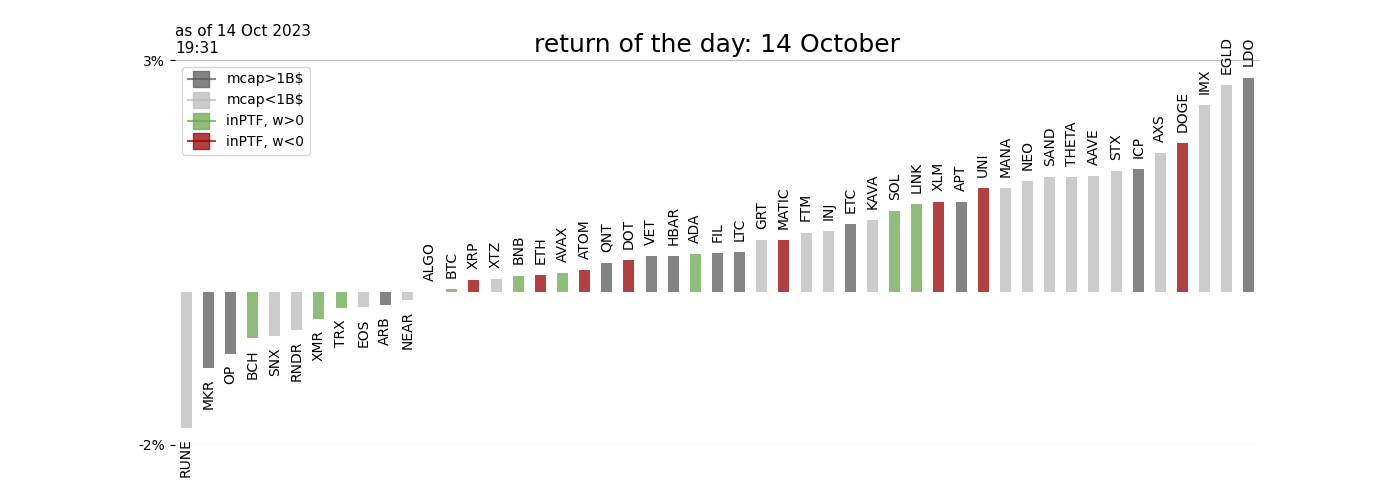 as of 14 Oct 2023
19:31
return of the day: 14 October
3%
mcap>1B$
mcap<1B$
inPTF, w>0
inPTF, w<0
-2%
RUNE
MKR
OP
BCH
SNX
RNDR
XMR
TRX
EOS
ARB
NEAR
ALGO
BTC
XRP
XTZ
BNB
ETH
AVAX
ATOM
QNT
DOT
VET
HBAR
ADA
FIL
LTC
GRT
MATIC
FTM
INJ
ETC
KAVA
SOL
LINK
XLM
APT
UNI
MANA
NEO
SAND
THETA
AAVE
STX
ICP
AXS
DOGE
IMX
EGLD
LDO